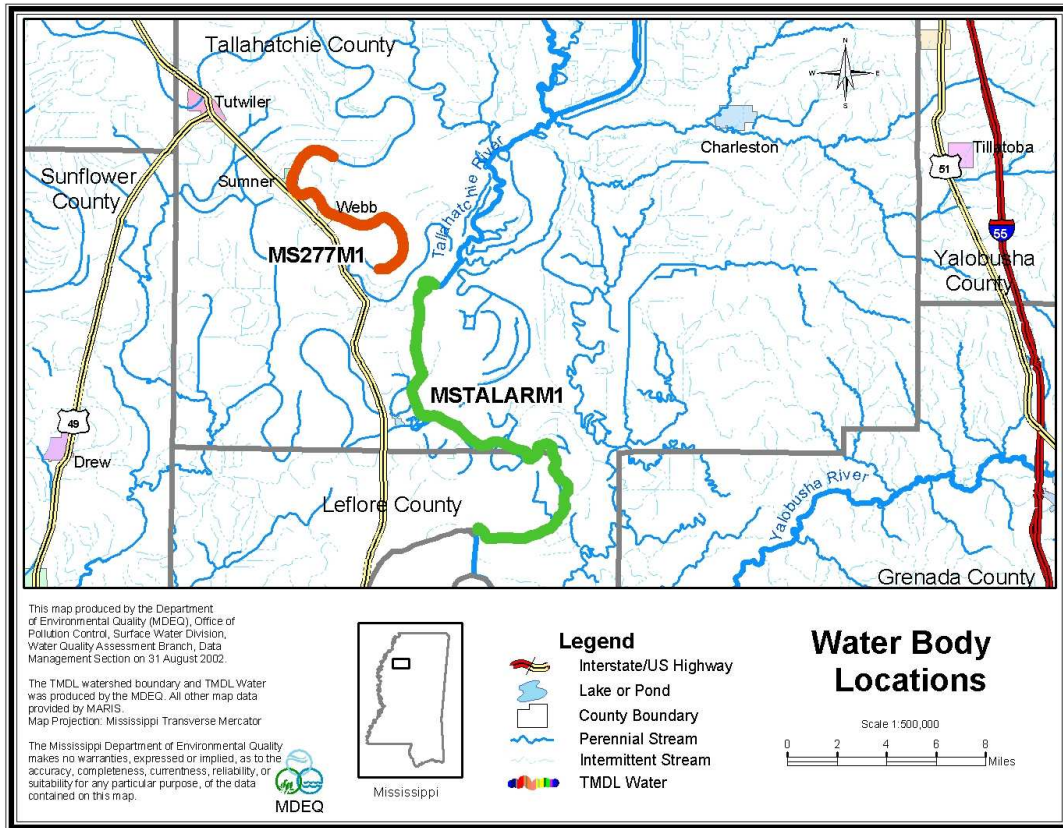 Tallahatchie County
Tutwiler
Sunflower
County
Sumner
Webb
MS277M1
Tallahatchie River
N
W
E
S
Charleston
51
Tillatoba
55
Yalobusha
County
MSTALARM1
49
Drew
Leflore County
Yalobusha River
Grenada County
This map produced by the Department
of Environmental Quality (MDEQ), Office of
Pollution Control, Surface Water Division,
Water Quality Assessment Branch, Data
Management Section on 31 August 2002.
The TMDL watershed boundary and TMDL Water
was produced by the MDEQ. All other map data
provided by MARIS.
Map Projection: Mississippi Transverse Mercator
The Mississippi Department of Environmental Quality
makes no warranties, expressed or implied, as to the
accuracy, completeness, currentness, reliability, or
suitability for any particular purpose, of the data
contained on this map.
MDEQ
Mississippi
Legend
Interstate/US Highway
Lake or Pond
County Boundary
Perennial Stream
Intermittent Stream
TMDL Water
Water Body
Locations
Scale 1:500,000
0 2 4 6 8
Miles